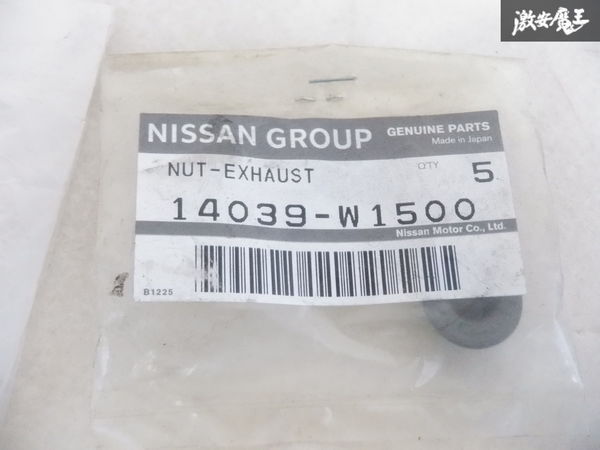 激安魔王
NISSAN GROUP
GENUINE PARTS
Made in Japan
NUT-EXHAUST
Q'TY
5
14039-W1500
Nissan Motor Co., Ltd.
B1225